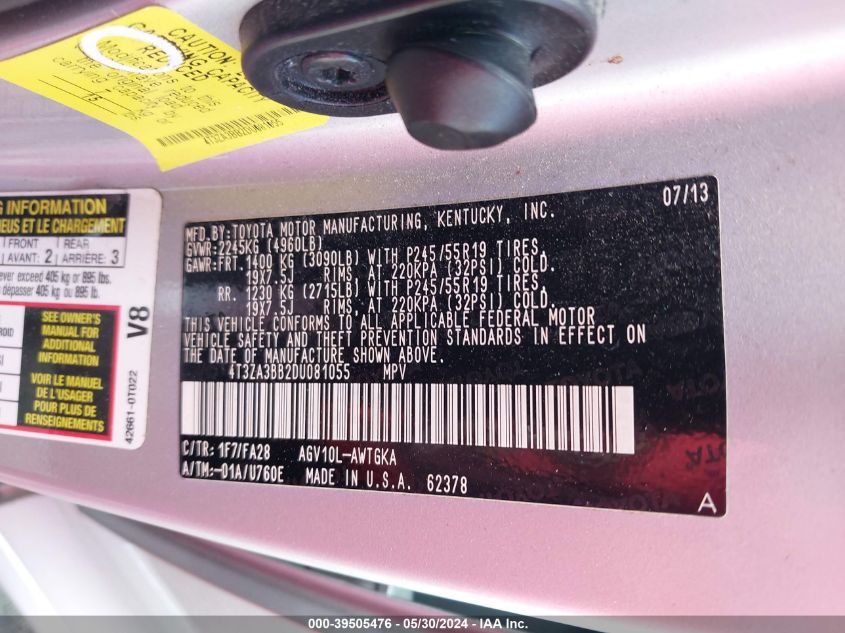 CAUTION:
CARRYING CAPACITY
REDUCED
4T3ZA3BB2DU081055
G INFORMATION
EUS ET LE CHARGEMENT
FRONT REAR
AVANT: 2 ARRIÈRE: 3
ever exceed 405 kg or 895 lb.
dépasser 405 kg ou 895 lb.
SEE OWNER'S
MANUAL FOR
ADDITIONAL
INFORMATION
VOIR LE MANUEL
DE L'USAGER
POUR PLUS DE
RENSEIGNEMENTS
V8
42661-0T022
07/13
MFD.BY:TOYOTA MOTOR MANUFACTURING, KENTUCKY, INC.
GVWR:2245KG (4960LB)
GAWR:FRT. 1400 KG (3090LB) WITH P245/55R19 TIRES,
19X7.5J RIMS, AT 220KPA (32PSI) COLD.
RR. 1230 KG (2715LB) WITH P245/55R19 TIRES,
19X7.5J RIMS, AT 220KPA (32PSI) COLD.
THIS VEHICLE CONFORMS TO ALL APPLICABLE FEDERAL MOTOR
VEHICLE SAFETY AND THEFT PREVENTION STANDARDS IN EFFECT ON
THE DATE OF MANUFACTURE SHOWN ABOVE.
4T3ZA3BB2DU081055 MPV
C/TR: 1F7/FA28 AGV10L-AWTGKA
A/TM:-01A/U760E MADE IN U.S.A. 62378
A
000-39505476 - 05/30/2024 - IAA Inc.